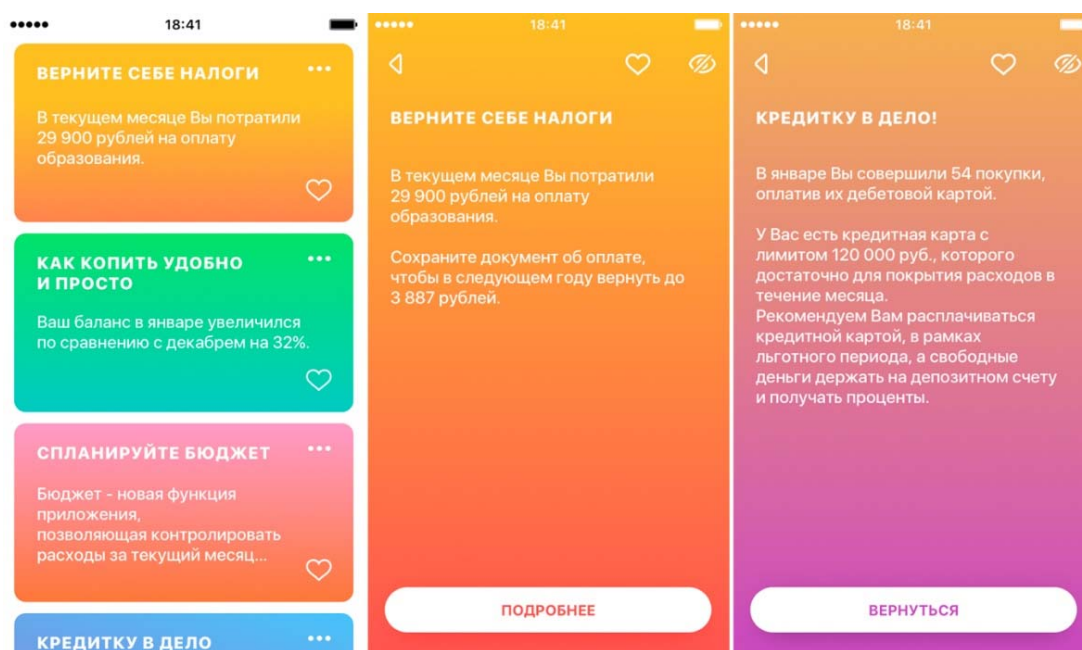 18:41
ВЕРНИТЕ СЕБЕ НАЛОГИ
В текущем месяце Вы потратили
29 900 рублей на оплату
образования.
КАК КОПИТЬ УДОБНО
И ПРОСТО
Ваш баланс в январе увеличился
по сравнению с декабрем на 32%.
СПЛАНИРУЙТЕ БЮДЖЕТ
Бюджет - новая функция
приложения,
позволяющая контролировать
расходы за текущий месяц...
КРЕДИТКУ В ДЕЛО
18:41
ВЕРНИТЕ СЕБЕ НАЛОГИ
В текущем месяце Вы потратили
29 900 рублей на оплату
образования.
Сохраните документ об оплате,
чтобы в следующем году вернуть до
3 887 рублей.
ПОДРОБНЕЕ
18:41
КРЕДИТКУ В ДЕЛО!
В январе Вы совершили 54 покупки,
оплатив их дебетовой картой.
У Вас есть кредитная карта с
лимитом 120 000 руб., которого
достаточно для покрытия расходов в
течение месяца.
Рекомендуем Вам расплачиваться
кредитной картой, в рамках
льготного периода, а свободные
деньги держать на депозитном счету
и получать проценты.
ВЕРНУТЬСЯ